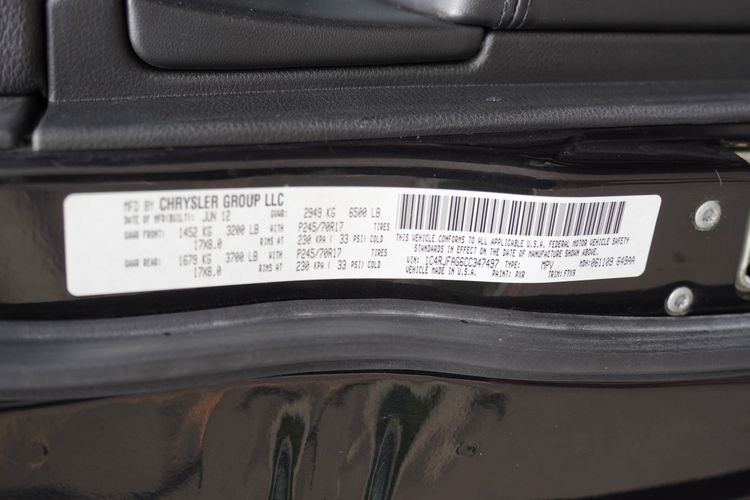 MFD BY CHRYSLER GROUP LLC
DATE OF MFR(BUILT): JUN 12 GVWR: 2949 KG 6500 LB
GAWR FRONT: 1452 KG 3200 LB WITH P245/70R17 TIRES
17X8.0 RIMS AT 230 KPA ( 33 PSI) COLD
GAWR REAR: 1679 KG 3700 LB WITH P245/70R17 TIRES
17X8.0 RIMS AT 230 KPA ( 33 PSI) COLD
THIS VEHICLE CONFORMS TO ALL APPLICABLE U.S.A. FEDERAL MOTOR VEHICLE SAFETY
STANDARDS IN EFFECT ON THE DATE OF MANUFACTURE SHOWN ABOVE.
VIN: 1C4RJFAG6CC347497 TYPE: MPV MDH: 061109 649AA
VEHICLE MADE IN U.S.A. PAINT: PXR TRIM: FTX9